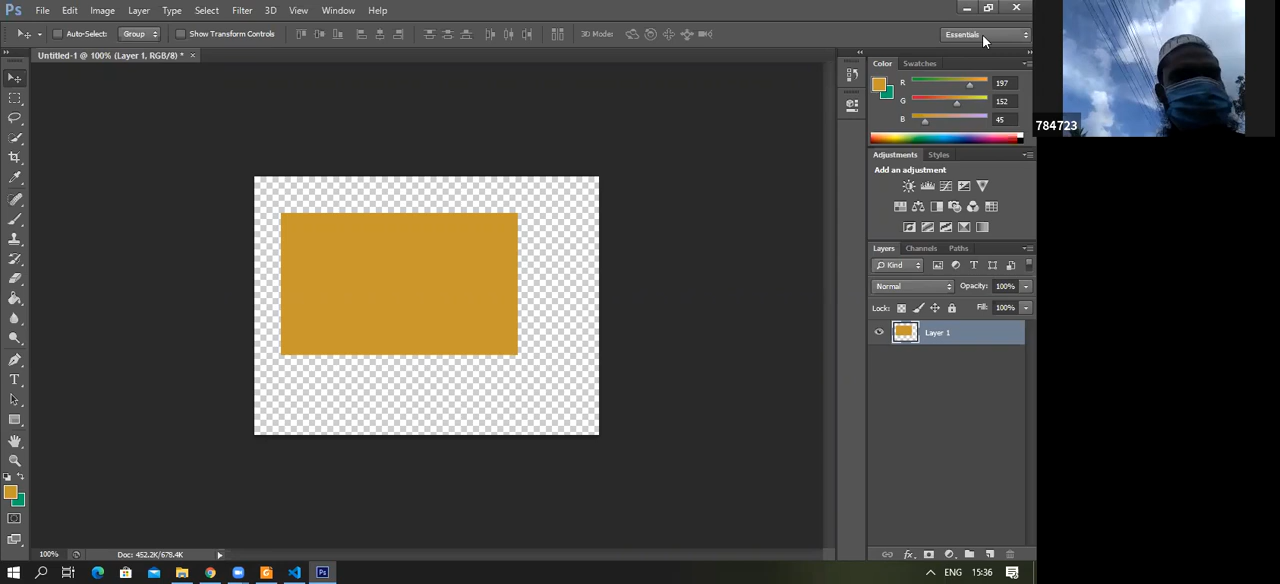 Ps File Edit Image Layer Type Select Filter 3D View Window Help
Auto-Select: Group Show Transform Controls 3D Mode: Essentials
Untitled-1 @ 100% (Layer 1, RGB/8) * ×
Color Swatches
R 197
G 152
B 45
784723
Adjustments Styles
Add an adjustment
Layers Channels Paths
Kind T
Normal Opacity: 100%
Lock: Fill: 100%
Layer 1
T
100% Doc: 452.2K/678.4K
fx
Ps ENG 15:36